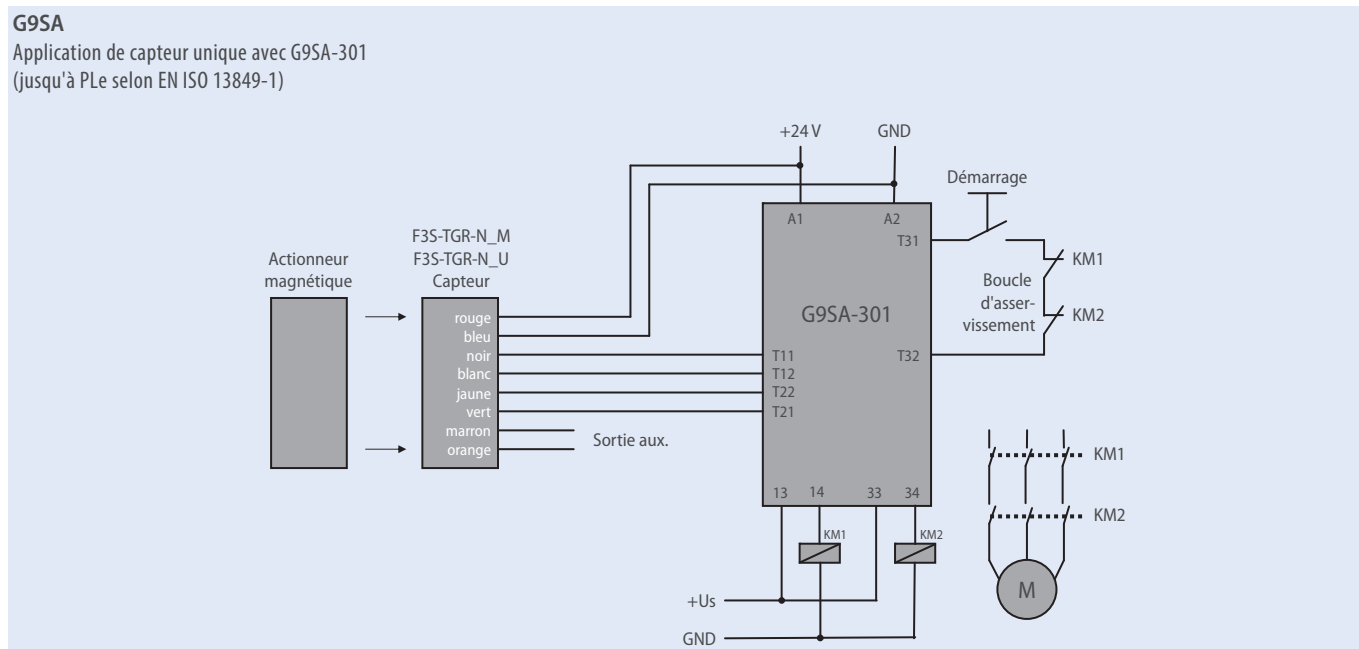 G9SA
Application de capteur unique avec G9SA-301
(jusqu'à PLe selon EN ISO 13849-1)
+24 V
GND
Démarrage
A1
A2
T31
F3S-TGR-N_M
F3S-TGR-N_U
Capteur
Actionneur
magnétique
KM1
Boucle
d'asser-
vissement
KM2
G9SA-301
rouge
bleu
noir
blanc
jaune
vert
marron
orange
T11
T12
T22
T21
T32
Sortie aux.
KM1
KM2
M
13
14
33
34
KM1
KM2
+Us
GND